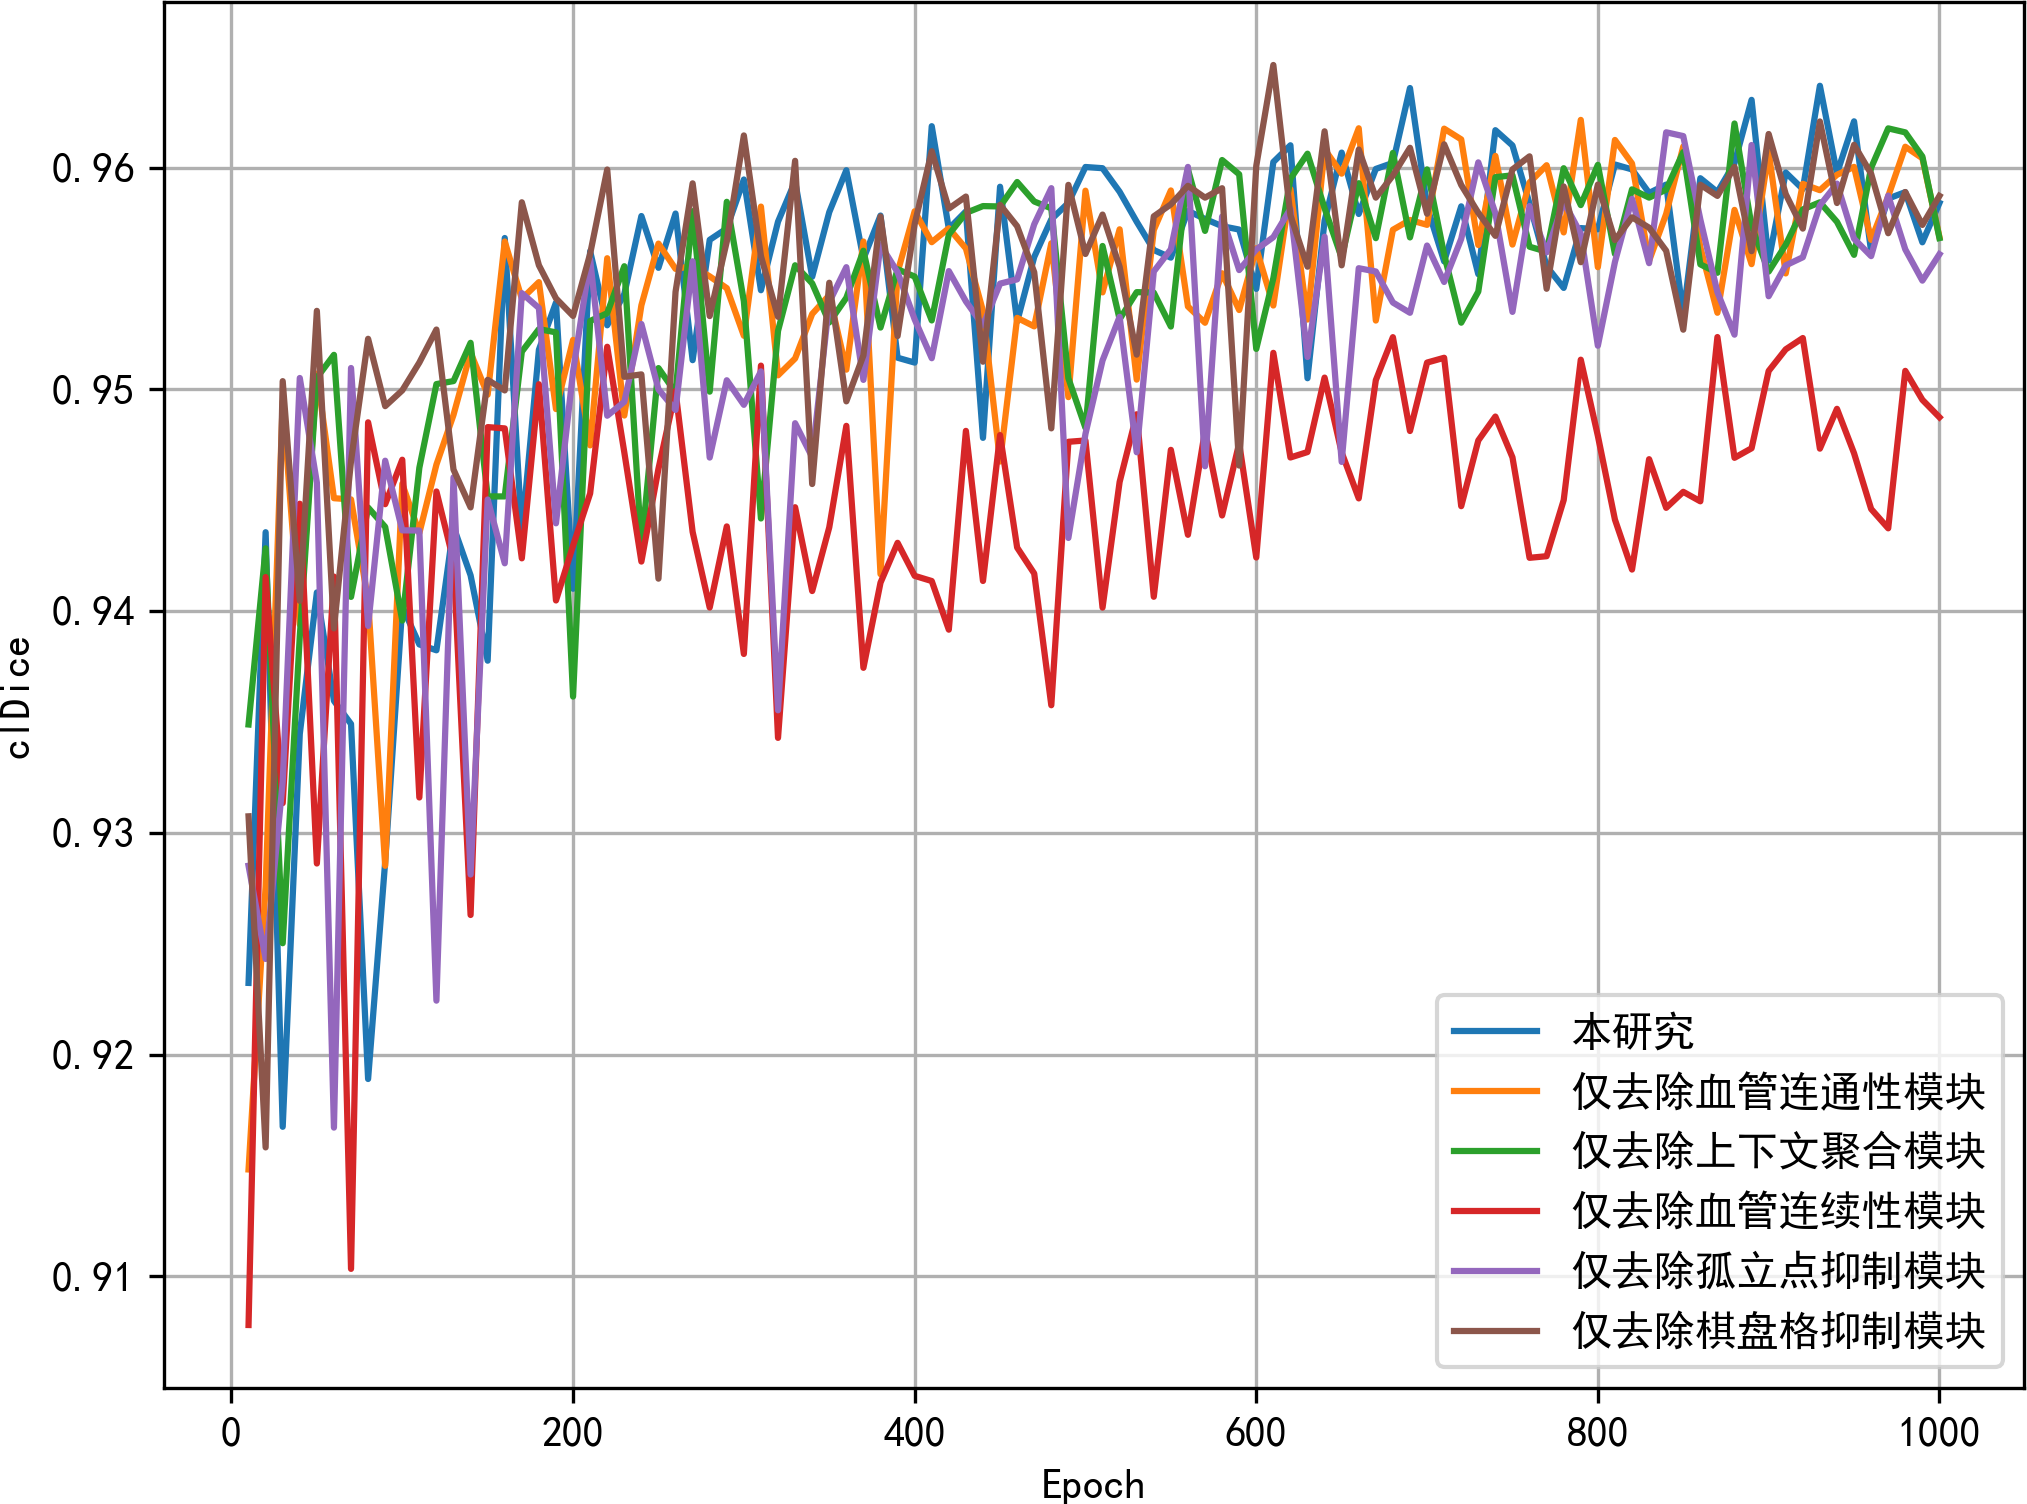 0.96
0.95
0.94
0.93
0.92
0.91
clDice
0
200
400
600
800
1000
Epoch
本研究
仅去除血管连通性模块
仅去除上下文聚合模块
仅去除血管连续性模块
仅去除孤立点抑制模块
仅去除棋盘格抑制模块